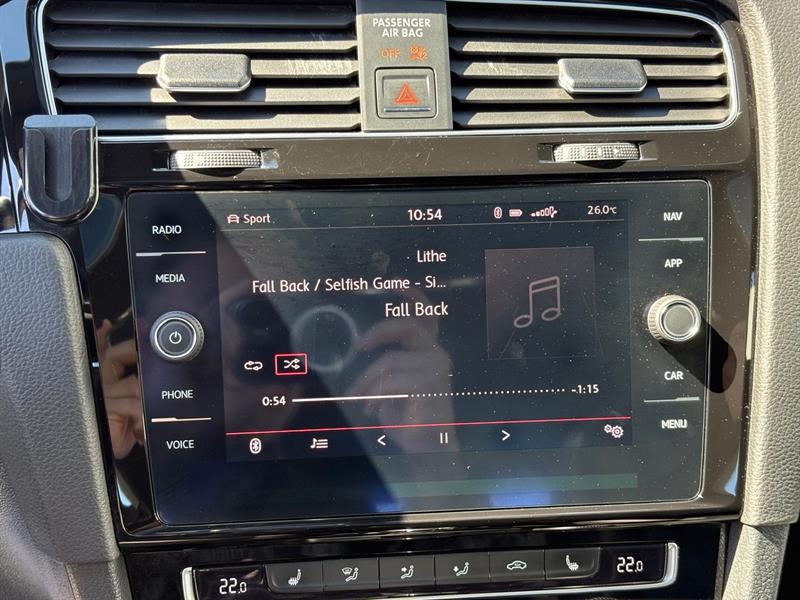 PASSENGER
AIR BAG
OFF
RADIO
MEDIA
PHONE
VOICE
Sport
10:54
26.0°C
Lithe
Fall Back / Selfish Game - Si...
Fall Back
0:54
-1:15
NAV
APP
CAR
MENU
22.0
22.0